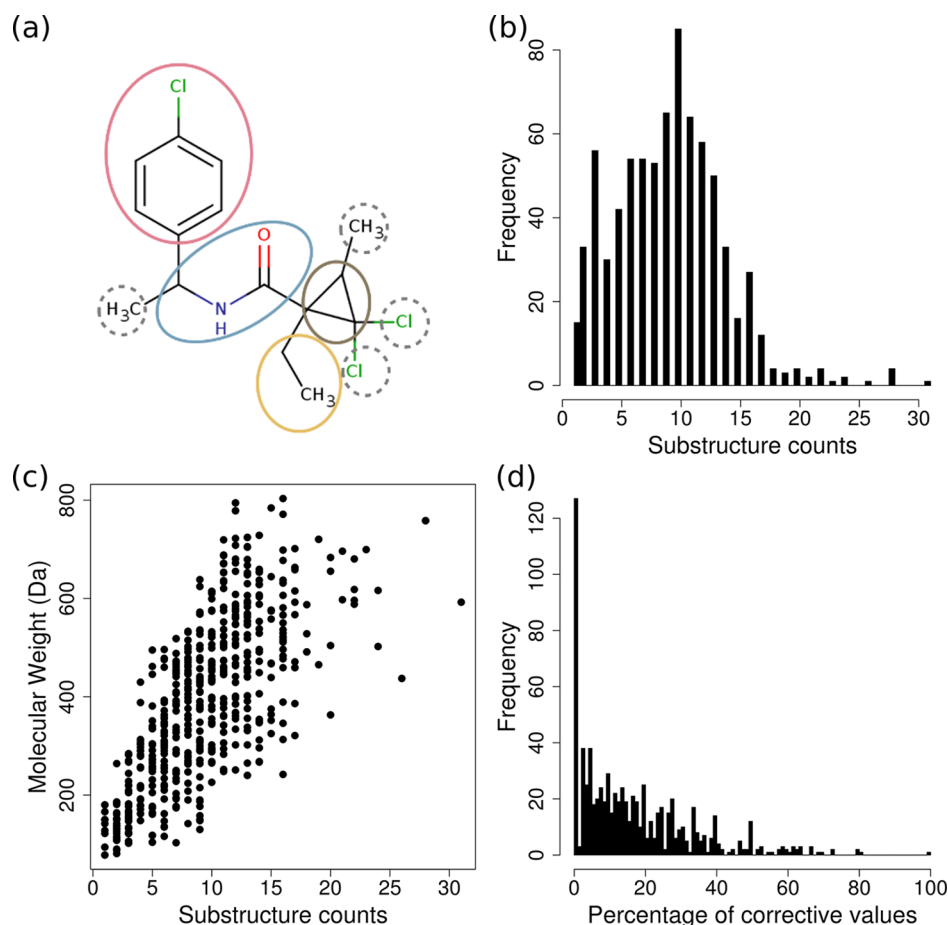 (a)
Cl
O
CH3
H3C
N
H
Cl
Cl
CH3
(b)
Frequency
80
60
40
20
0
0 5 10 15 20 25 30
Substructure counts
(c)
Molecular Weight (Da)
800
600
400
200
0 5 10 15 20 25 30
Substructure counts
(d)
Frequency
120
100
80
60
40
20
0
0 20 40 60 80 100
Percentage of corrective values